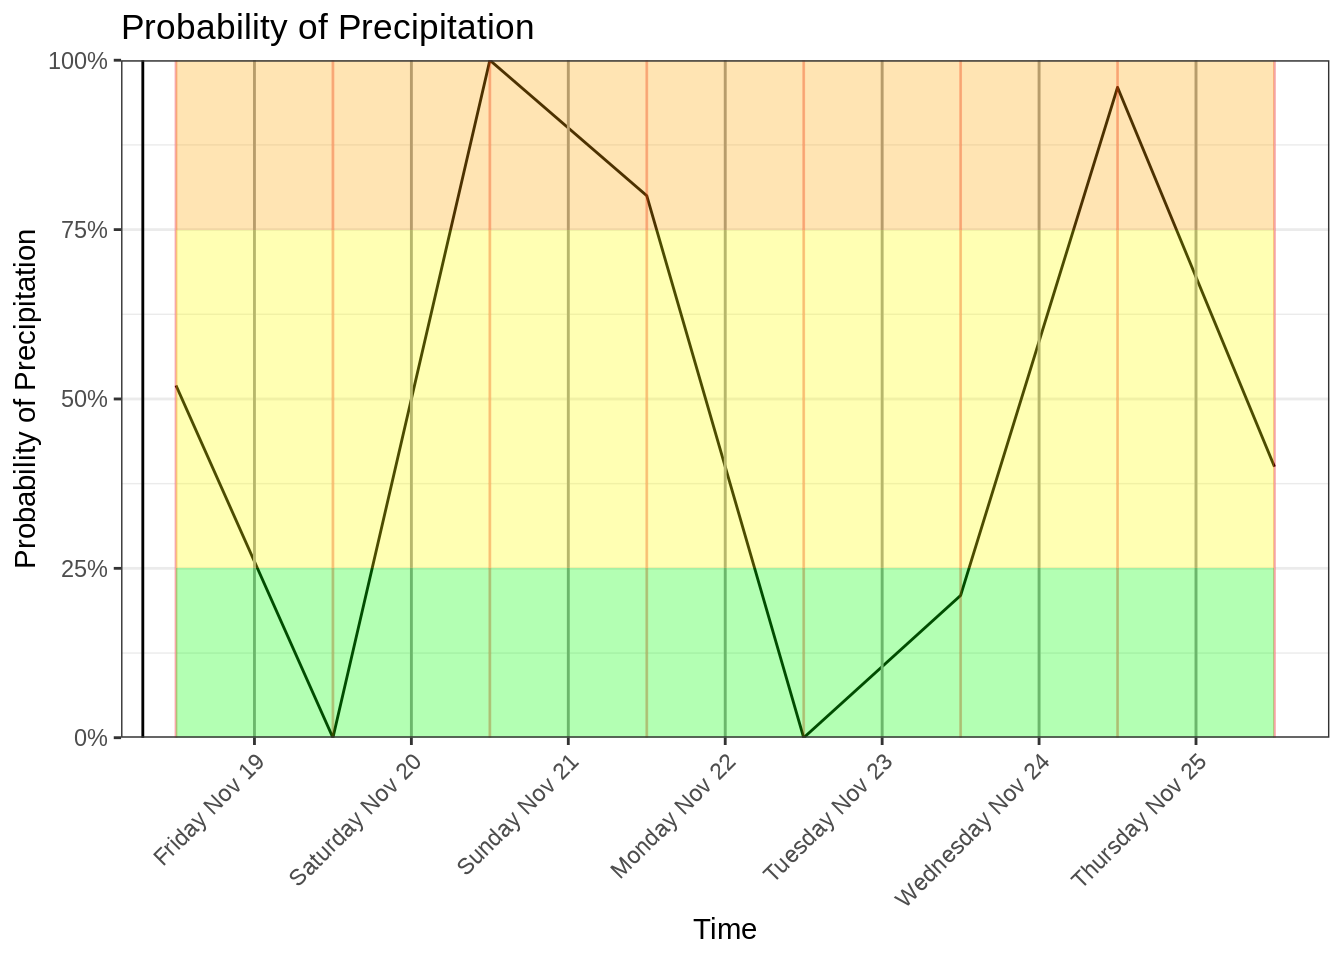 Probability of Precipitation
Probability of Precipitation
100%
75%
50%
25%
0%
Friday Nov 19
Saturday Nov 20
Sunday Nov 21
Monday Nov 22
Tuesday Nov 23
Wednesday Nov 24
Thursday Nov 25
Time